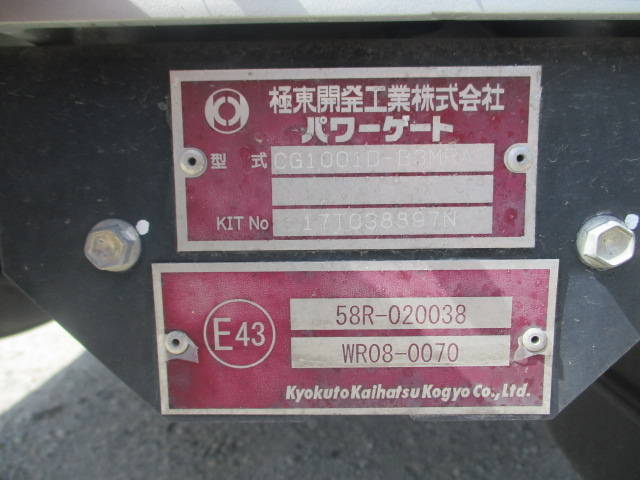 極東開発工業株式会社
パワーゲート
型式
KIT No 17T038897N
E43
58R-020038
WR08-0070
Kyokuto Kaihatsu Kogyo Co., Ltd.